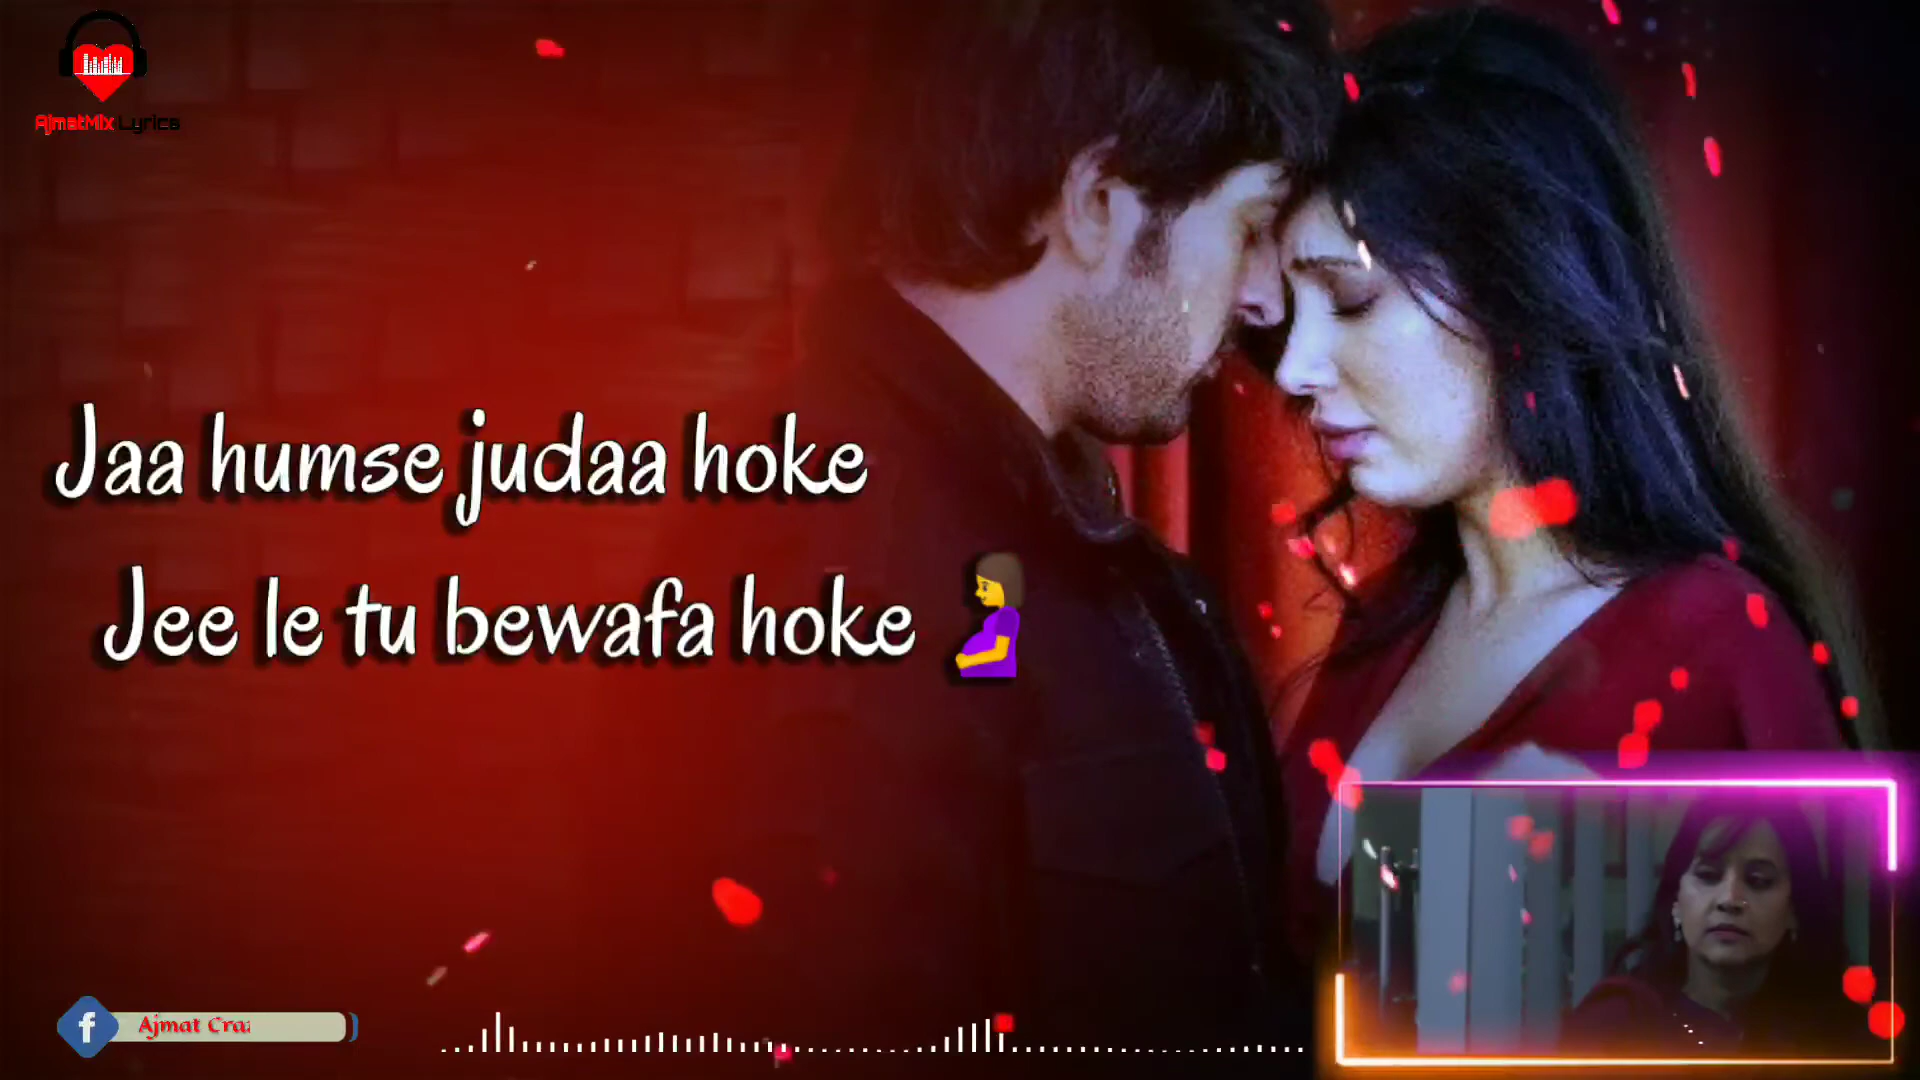 AjmatMix Lyrics
Jaa humse judaa hoke
Jee le tu bewafa hoke
f
Ajmat Cra